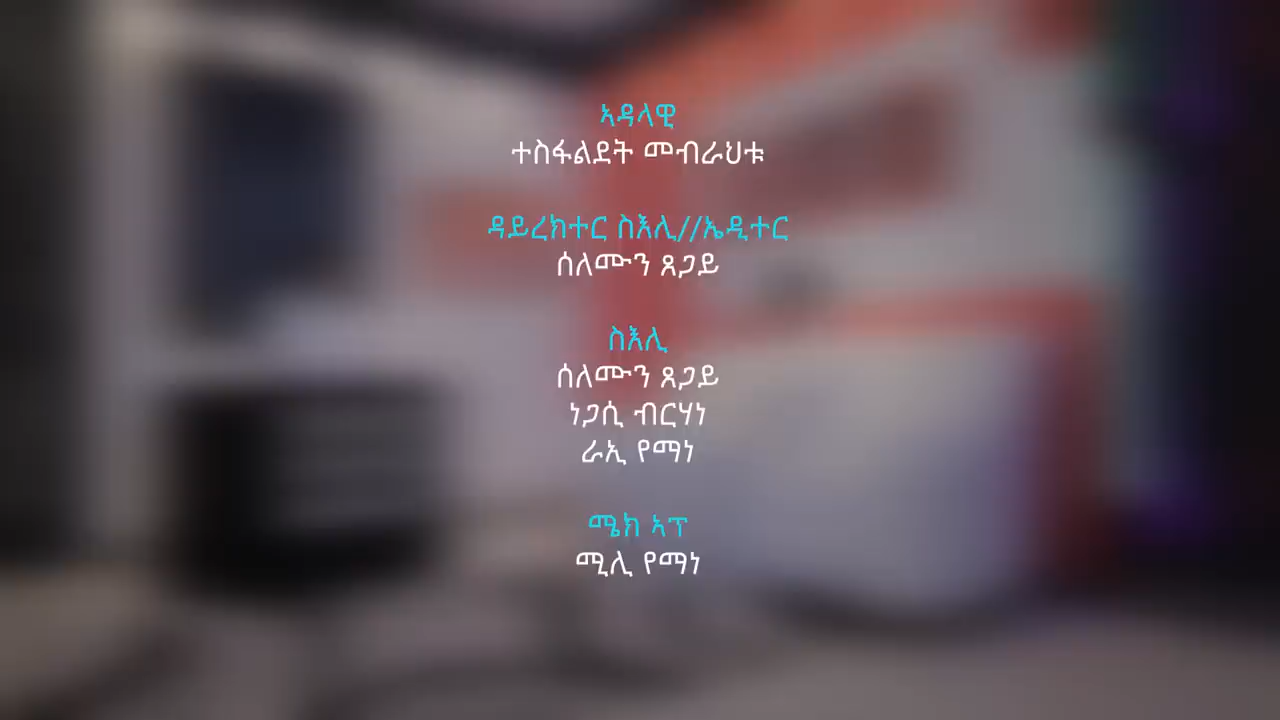 ኣዳላዊ
ተስፋልደት መብራህቱ
ዳይረክተር ስእሊ//ኤዲተር
ሰለሙን ጸጋይ
ስእሊ
ሰለሙን ጸጋይ
ነጋሲ ብርሃነ
ራኢ የማነ
ሜክ ኣፕ
ሚሊ የማነ